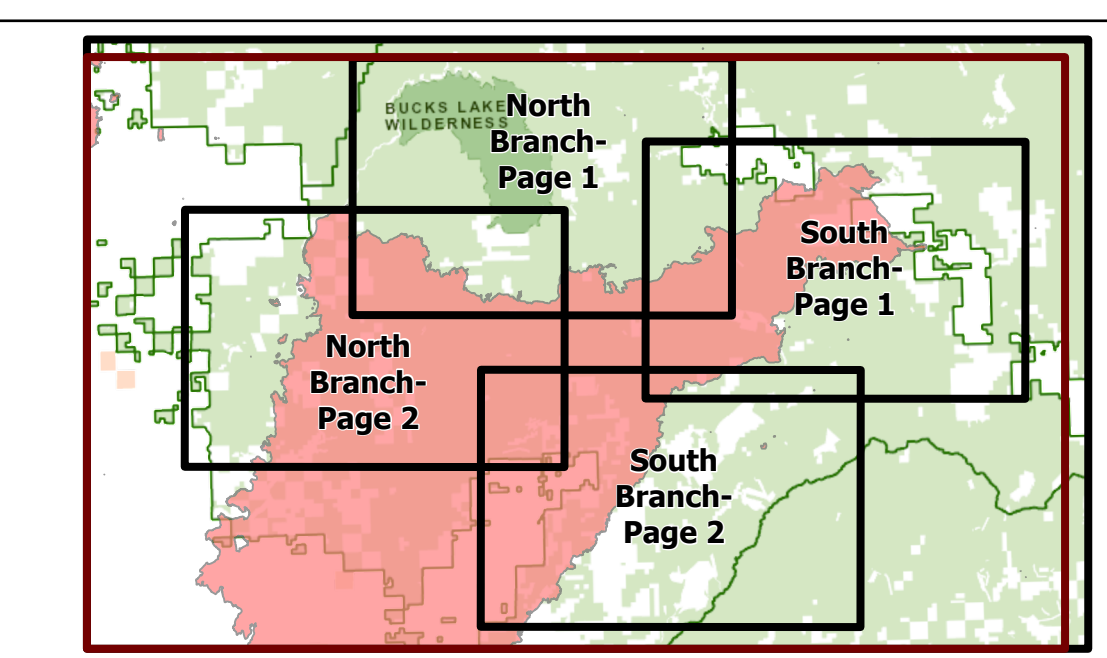 BUCKS LAKE
WILDERNESS
North
Branch-
Page 1
South
Branch-
Page 1
North
Branch-
Page 2
South
Branch-
Page 2